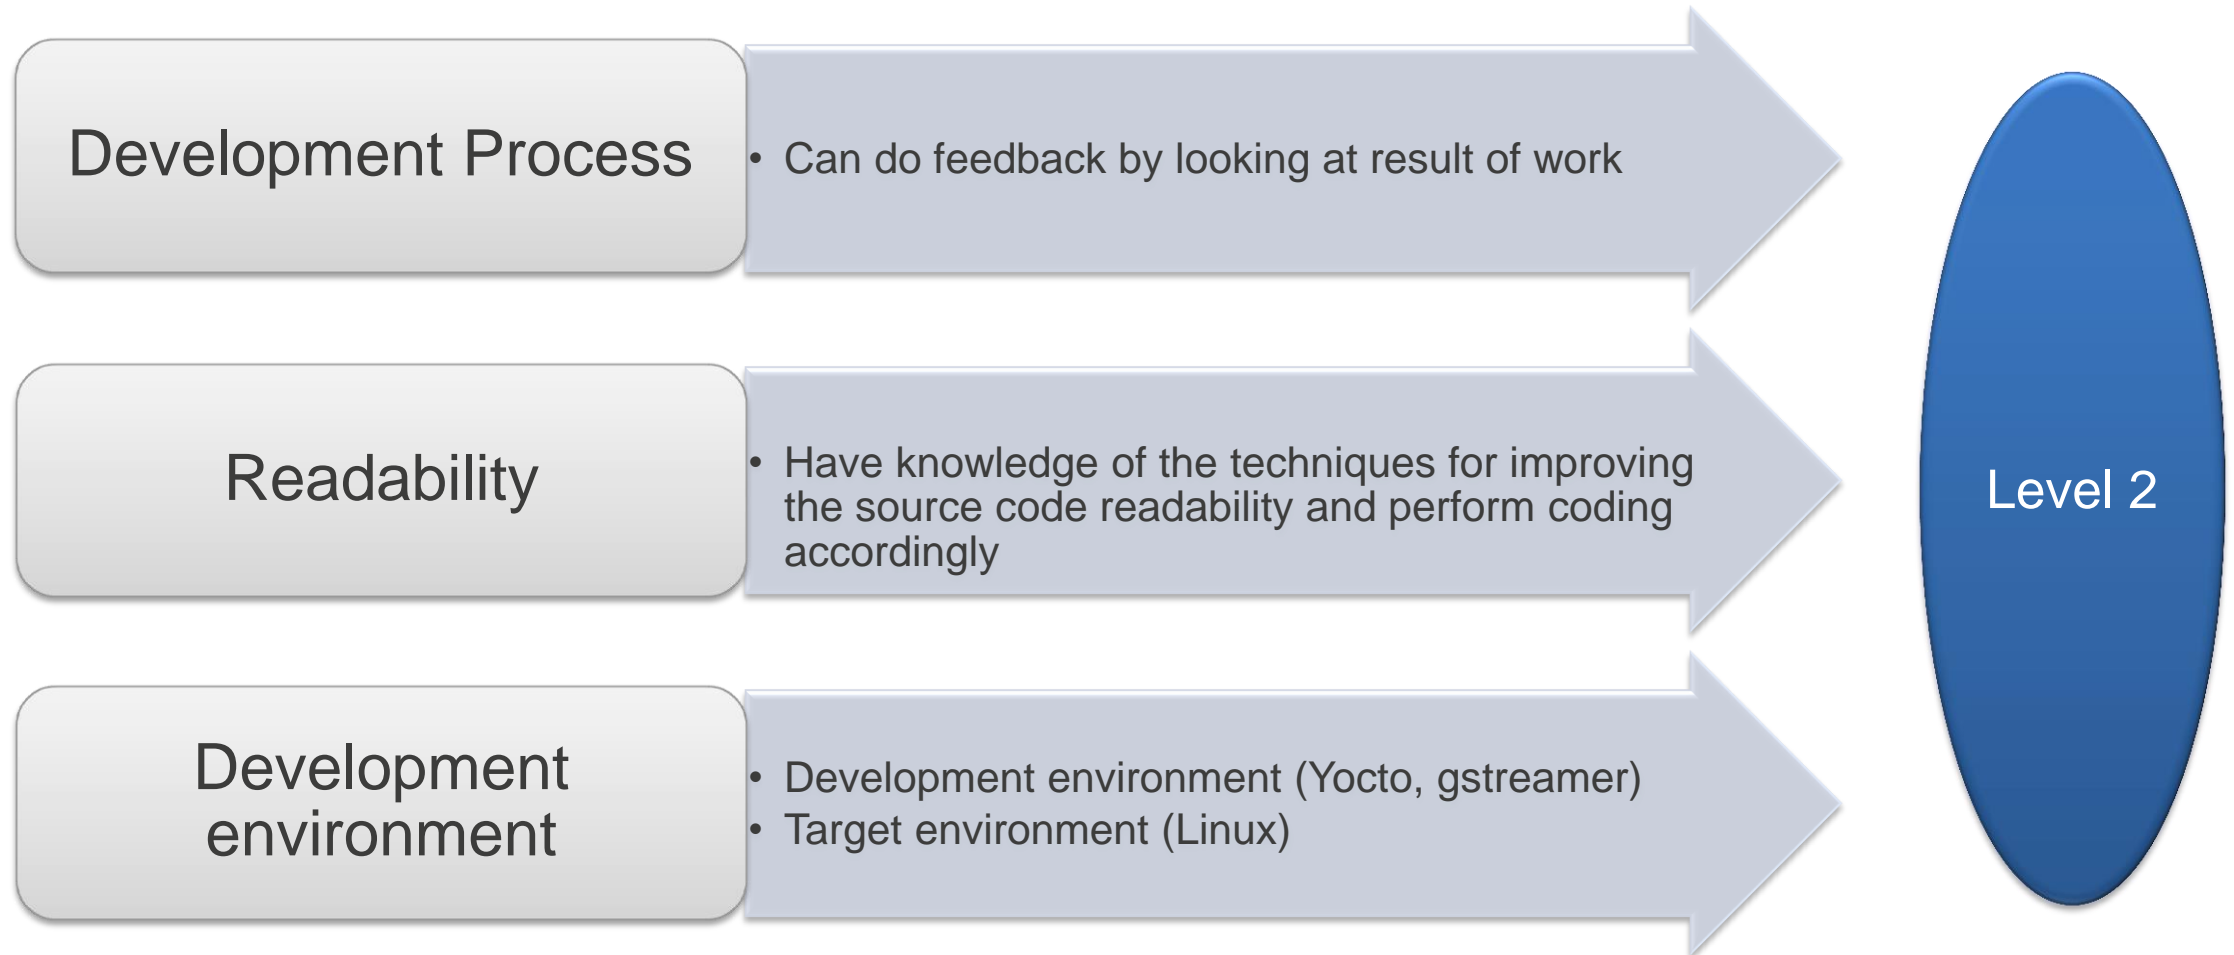 Development Process
• Can do feedback by looking at result of work
Readability
• Have knowledge of the techniques for improving
the source code readability and perform coding
accordingly
Development
environment
• Development environment (Yocto, gstreamer)
• Target environment (Linux)
Level 2